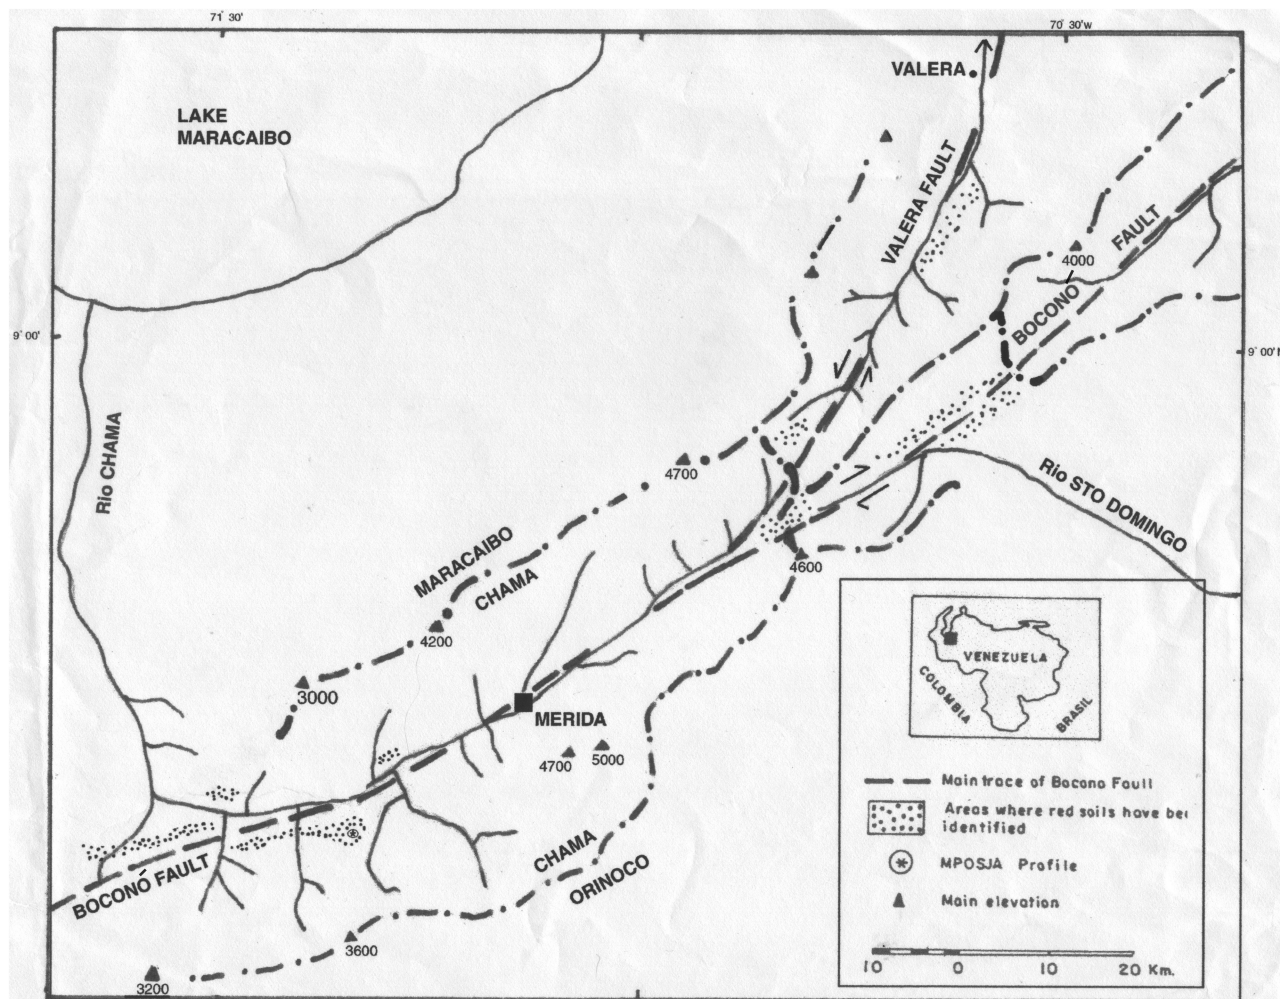 71° 30'
70° 30'w
VALERA
LAKE
MARACAIBO
VALERA FAULT
FAULT
4000
BOCONÓ
9° 00'
9° 00'N
Rio CHAMA
4700
Rio STO DOMINGO
MARACAIBO
CHAMA
4600
4200
3000
MERIDA
4700
5000
VENEZUELA
COLOMBIA
BRASIL
Main trace of Bocono Fault
Areas where red soils have be
identified
MPOSJA Profile
Main elevation
10 0 10 20 Km.
CHAMA
ORINOCO
BOCONÓ FAULT
3600
3200